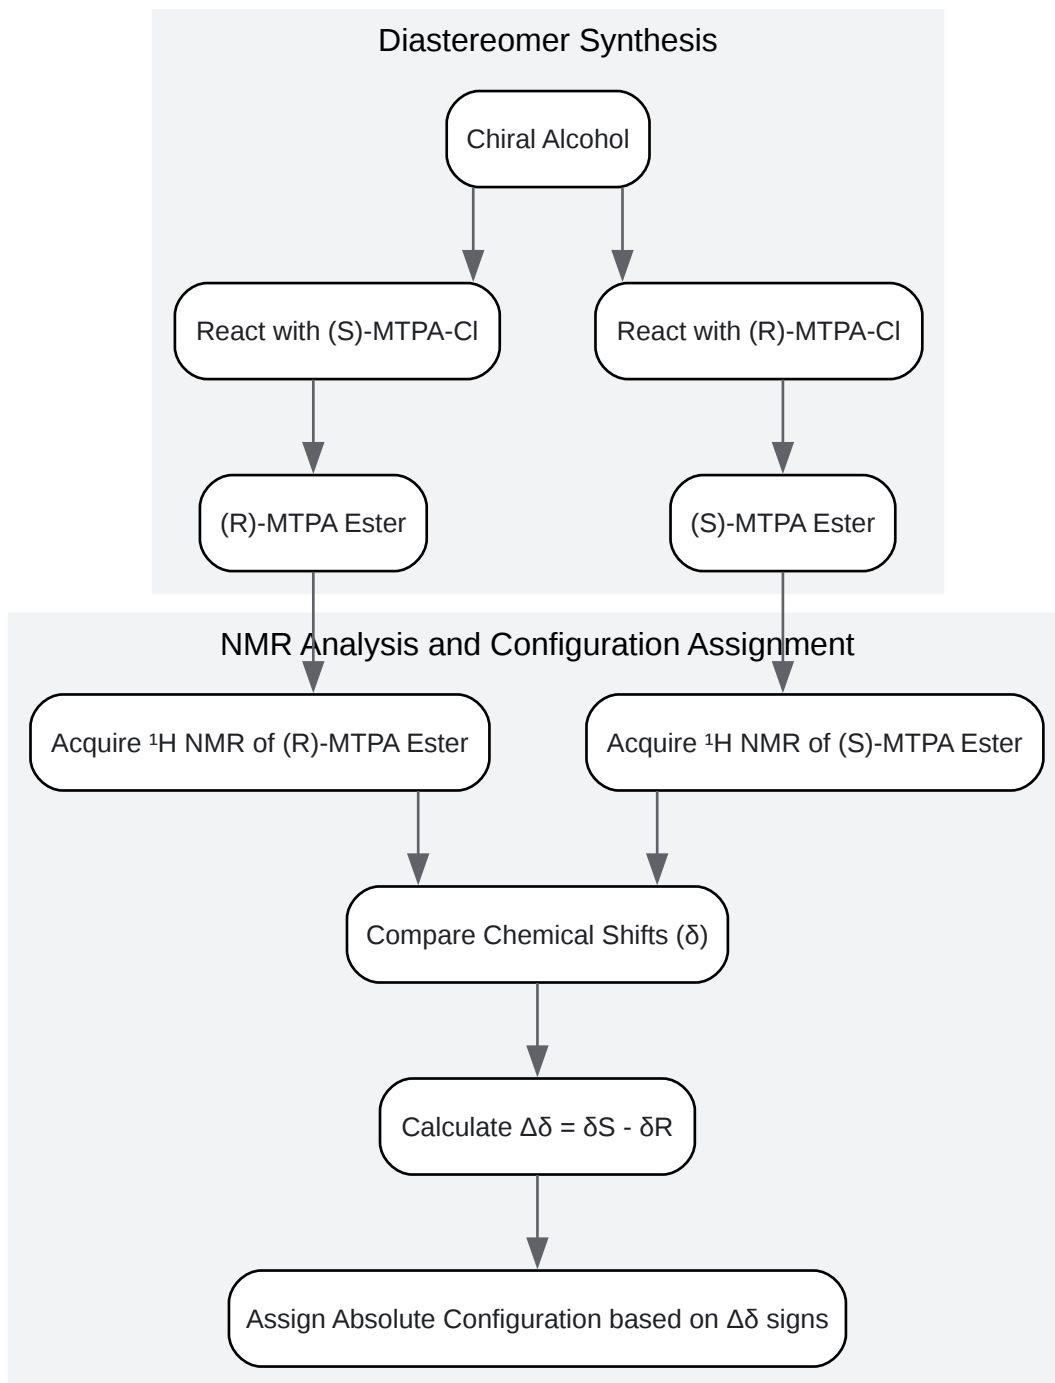 Diastereomer Synthesis
Chiral Alcohol
React with (S)-MTPA-Cl
React with (R)-MTPA-Cl
(R)-MTPA Ester
(S)-MTPA Ester
NMR Analysis and Configuration Assignment
Acquire ¹H NMR of (R)-MTPA Ester
Acquire ¹H NMR of (S)-MTPA Ester
Compare Chemical Shifts (δ)
Calculate Δδ = δS - δR
Assign Absolute Configuration based on Δδ signs